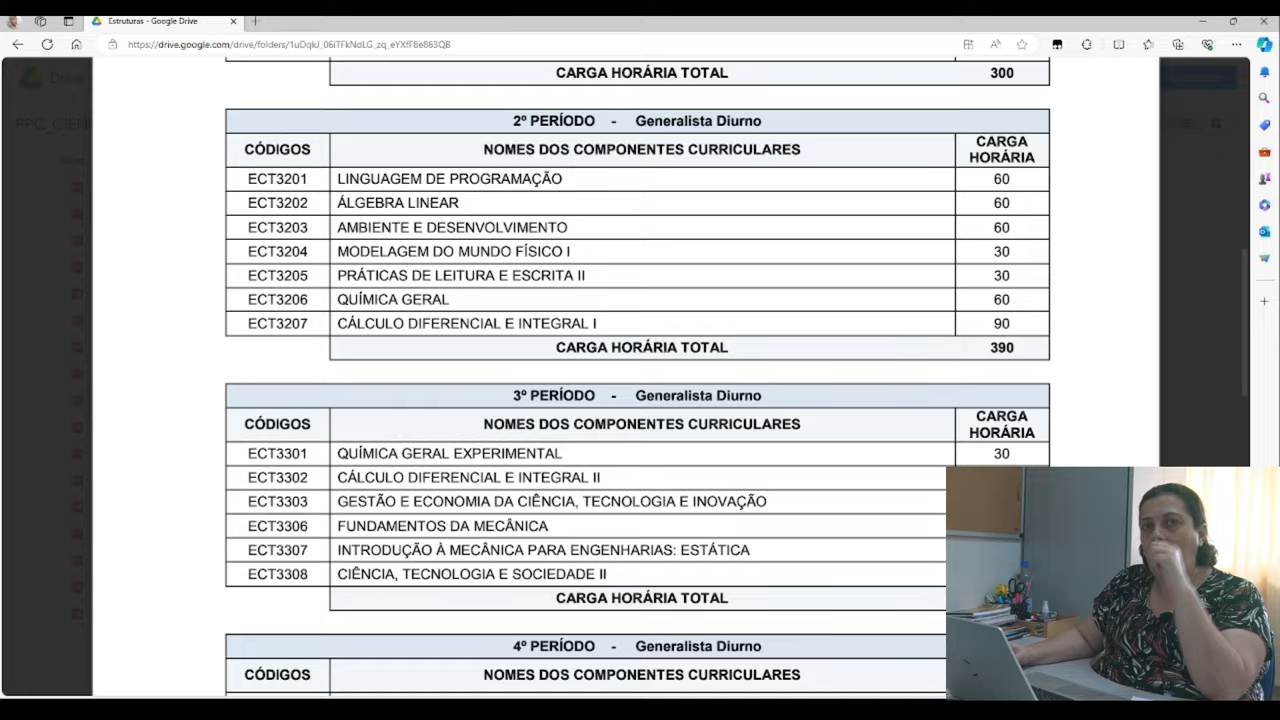 Estruturas - Google Drive
https://drive.google.com/drive/folders/1uDqkJ_06iTFkNdLG_zq_eYXfF8e863QB
Drive
CARGA HORÁRIA TOTAL 300
2º PERÍODO - Generalista Diurno
CÓDIGOS NOMES DOS COMPONENTES CURRICULARES CARGA HORÁRIA
ECT3201 LINGUAGEM DE PROGRAMAÇÃO 60
ECT3202 ÁLGEBRA LINEAR 60
ECT3203 AMBIENTE E DESENVOLVIMENTO 60
ECT3204 MODELAGEM DO MUNDO FÍSICO I 30
ECT3205 PRÁTICAS DE LEITURA E ESCRITA II 30
ECT3206 QUÍMICA GERAL 60
ECT3207 CÁLCULO DIFERENCIAL E INTEGRAL I 90
CARGA HORÁRIA TOTAL 390
3º PERÍODO - Generalista Diurno
CÓDIGOS NOMES DOS COMPONENTES CURRICULARES CARGA HORÁRIA
ECT3301 QUÍMICA GERAL EXPERIMENTAL 30
ECT3302 CÁLCULO DIFERENCIAL E INTEGRAL II
ECT3303 GESTÃO E ECONOMIA DA CIÊNCIA, TECNOLOGIA E INOVAÇÃO
ECT3306 FUNDAMENTOS DA MECÂNICA
ECT3307 INTRODUÇÃO À MECÂNICA PARA ENGENHARIAS: ESTÁTICA
ECT3308 CIÊNCIA, TECNOLOGIA E SOCIEDADE II
CARGA HORÁRIA TOTAL
4º PERÍODO - Generalista Diurno
CÓDIGOS NOMES DOS COMPONENTES CURRICULARES